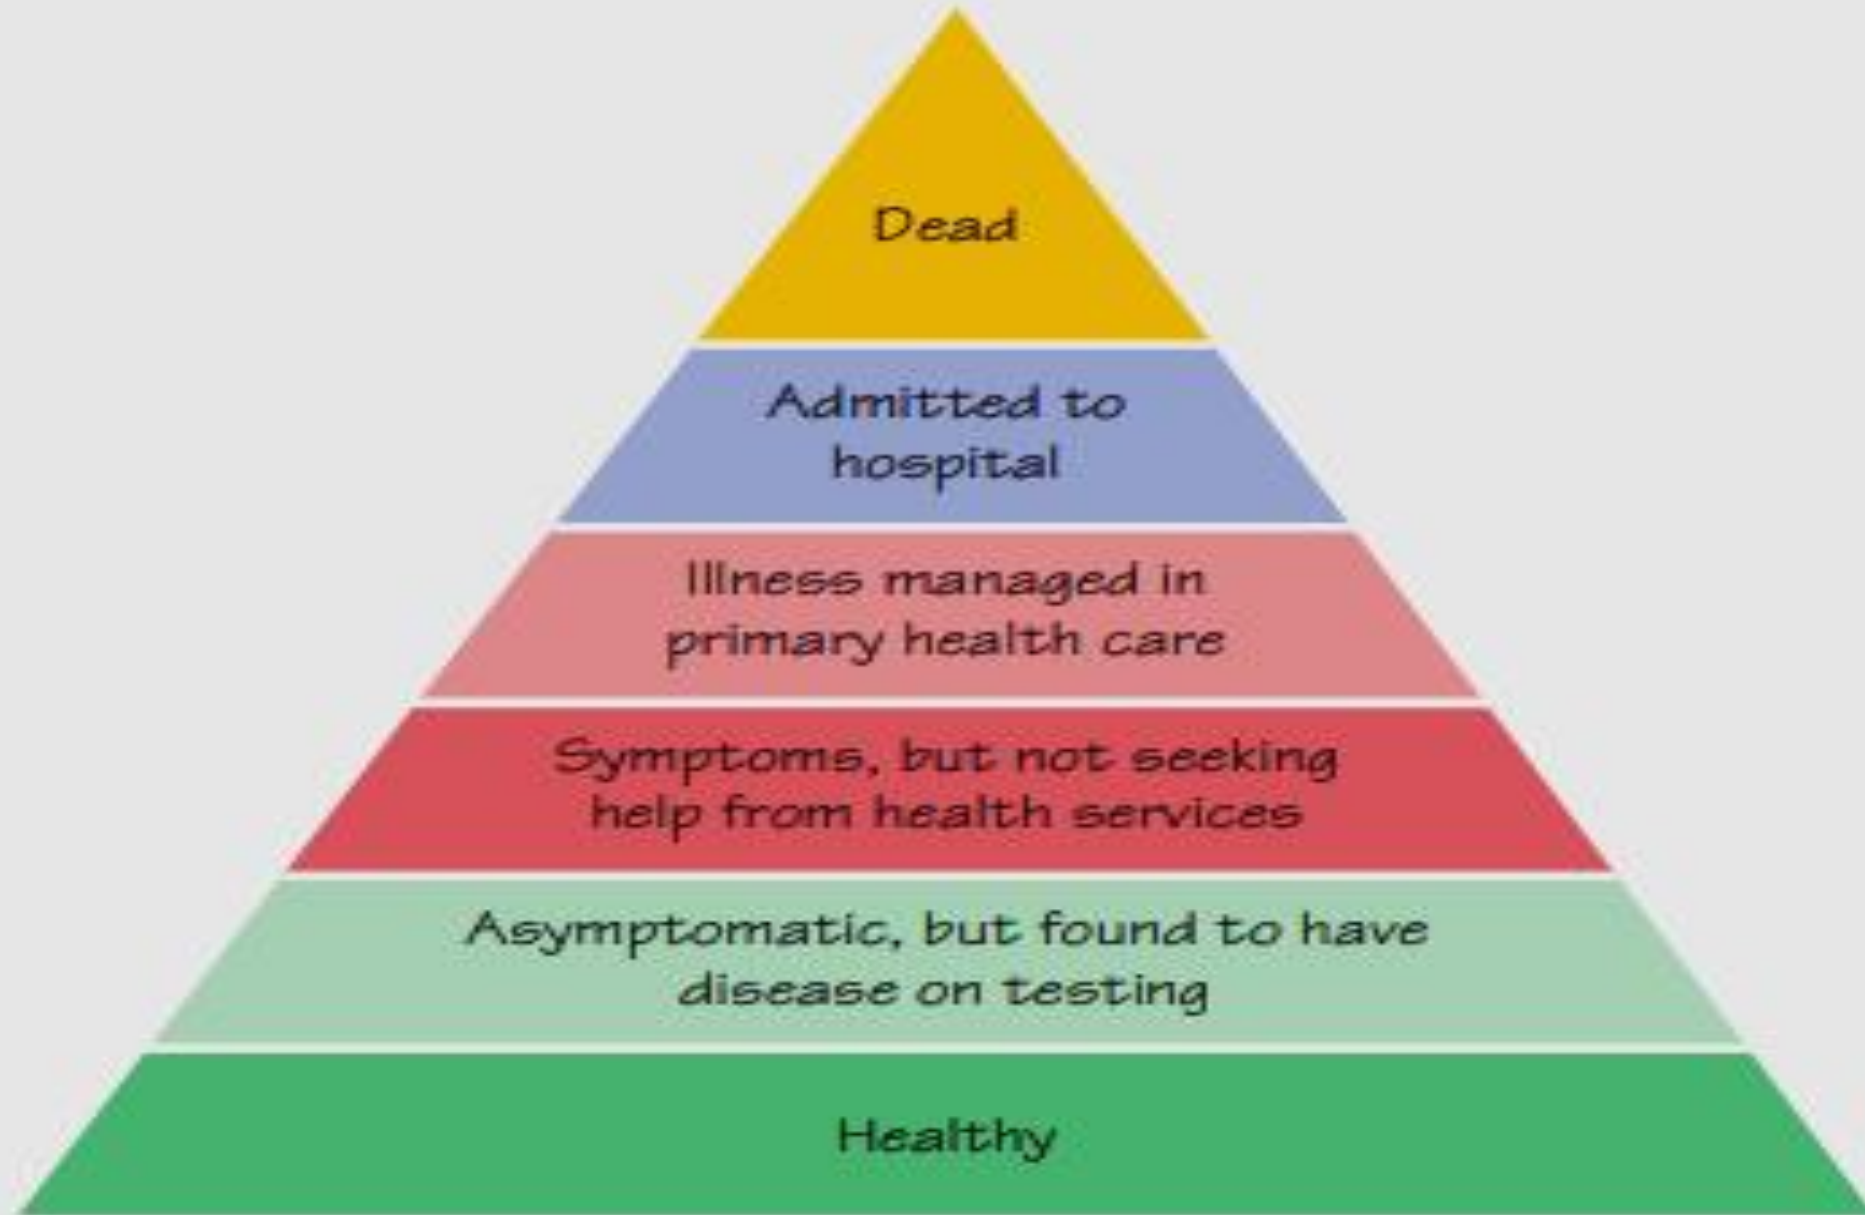 Dead
Admitted to
hospital
Illness managed in
primary health care
Symptoms, but not seeking
help from health services
Asymptomatic, but found to have
disease on testing
Healthy